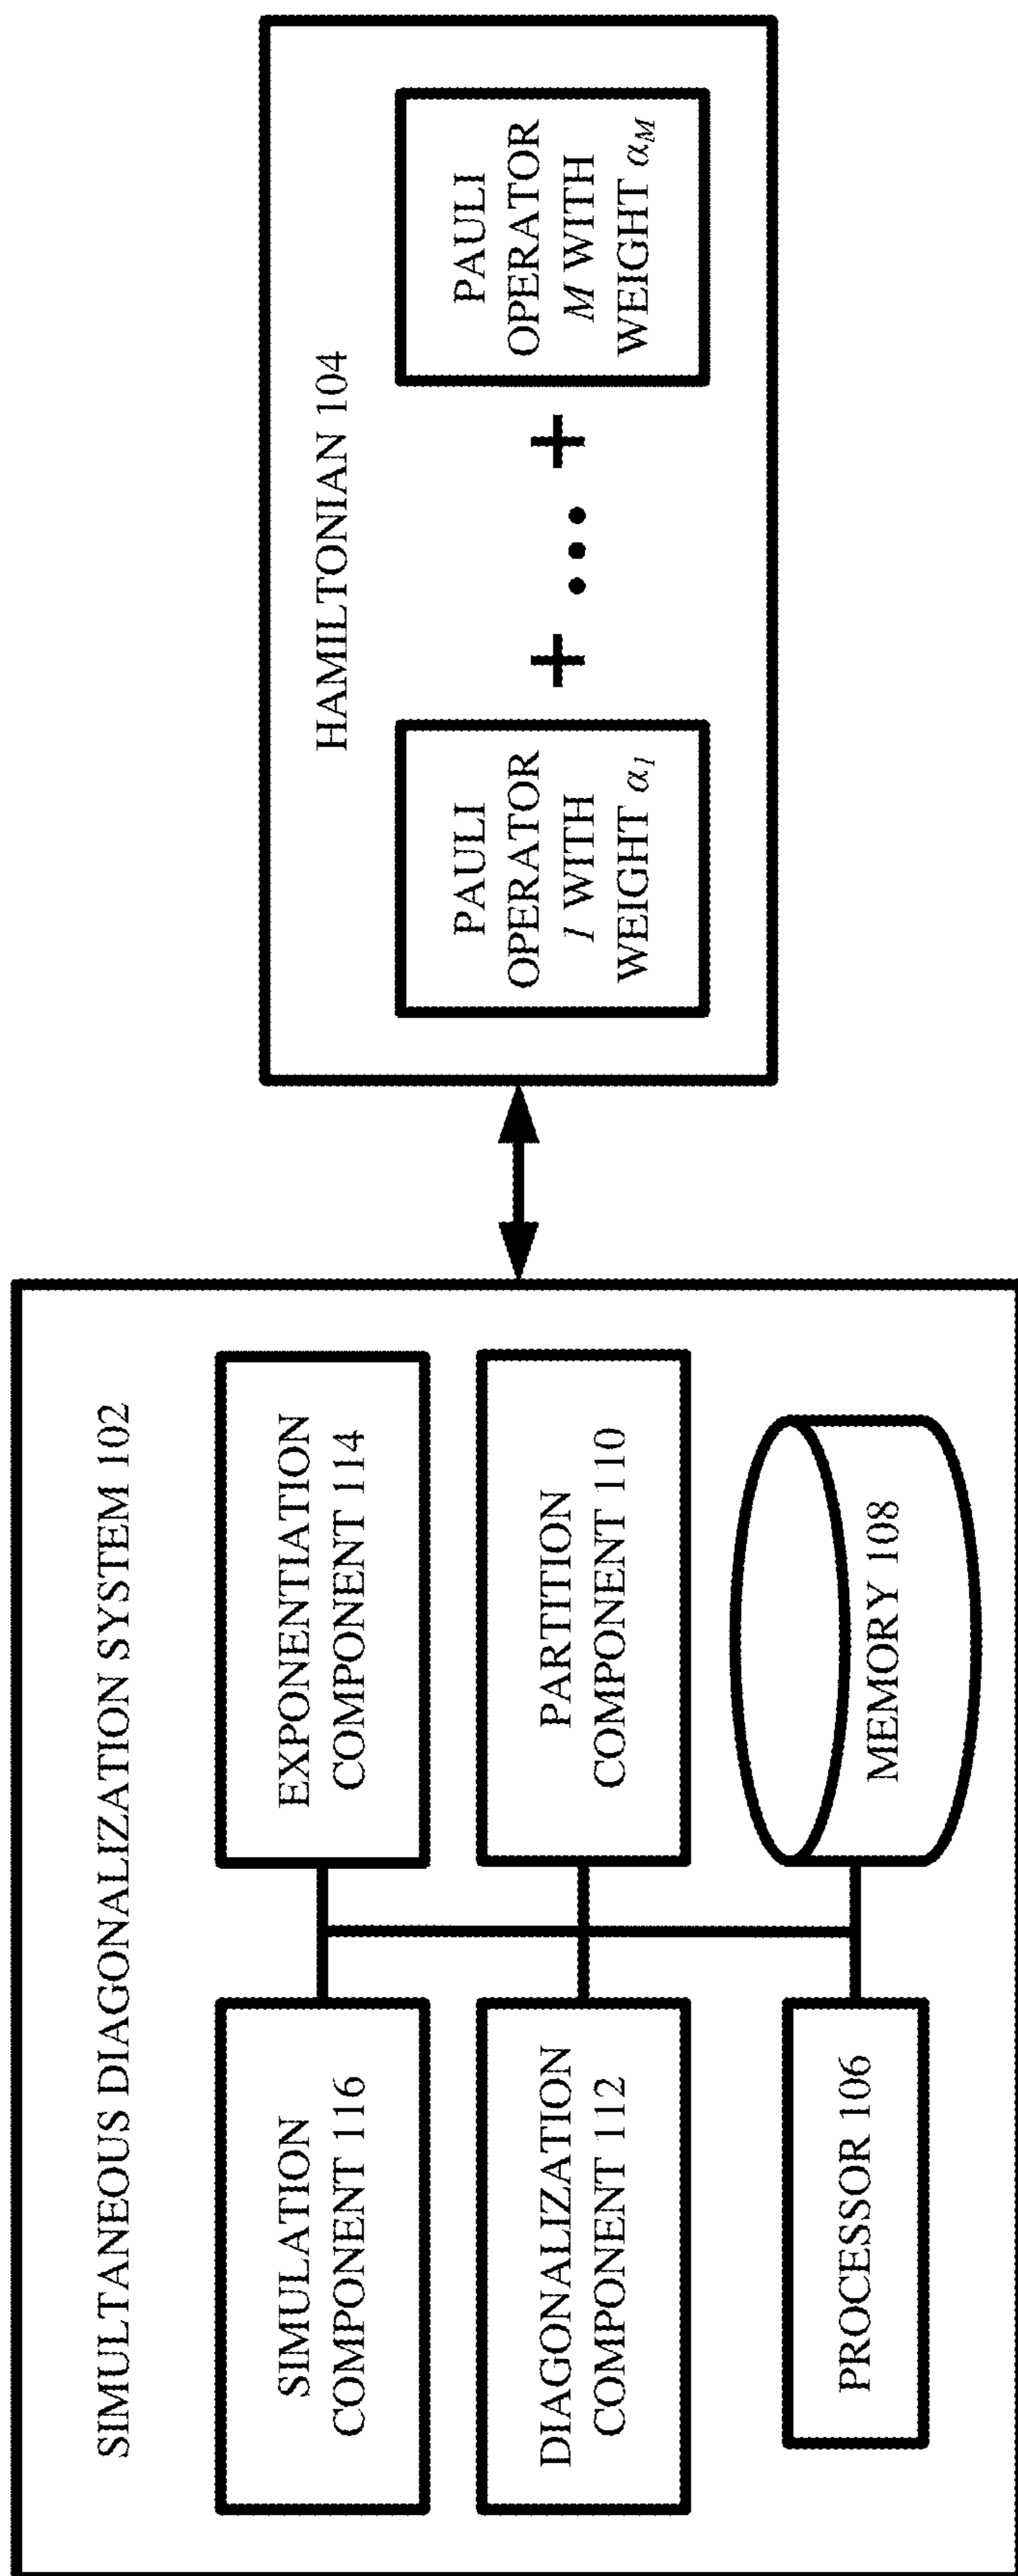 SIMULTANEOUS DIAGONALIZATION SYSTEM 102
SIMULATION
COMPONENT 116
EXPONENTIATION
COMPONENT 114
DIAGONALIZATION
COMPONENT 112
PARTITION
COMPONENT 110
PROCESSOR 106
MEMORY 108
HAMILTONIAN 104
PAULI
OPERATOR
1 WITH
WEIGHT α1
+ ••• +
PAULI
OPERATOR
M WITH
WEIGHT αM